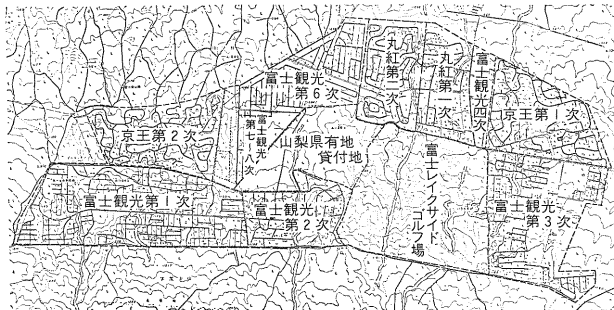 富士観光
第6次
丸紅第二次
丸紅第一次
富士観光四次
京王第1次
京王第2次
富士観光
第七~八次
山梨県有地
貸付地
富士観光第1次
富士観光
第2次
富士レイクサイド
ゴルフ場
富士観光
第3次